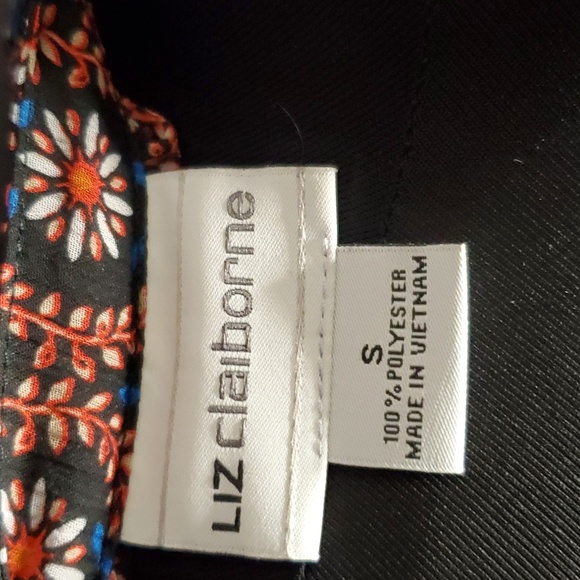 LIZ claiborne
S
100% POLYESTER
MADE IN VIETNAM